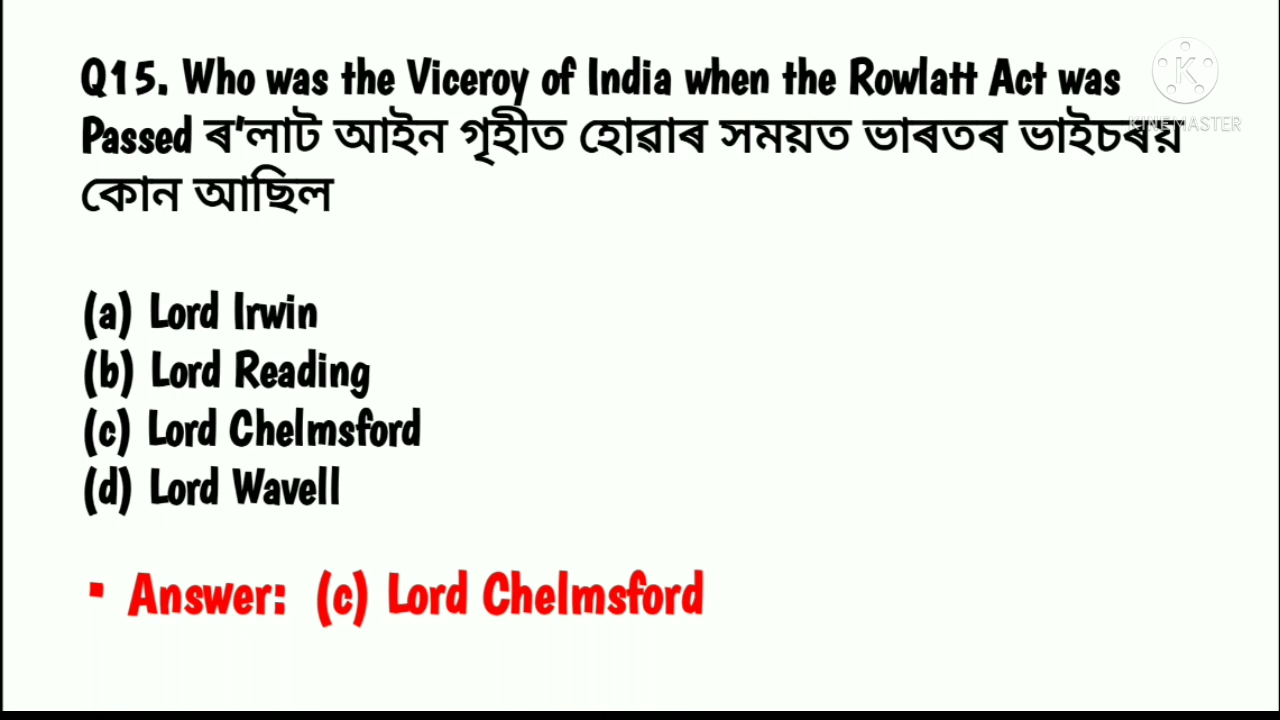 Q15. Who was the Viceroy of India when the Rowlatt Act was
Passed ৰ'লাট আইন গৃহীত হোৱাৰ সময়ত ভাৰতৰ ভাইচৰয়
কোন আছিল
(a) Lord Irwin
(b) Lord Reading
(c) Lord Chelmsford
(d) Lord Wavell
▪ Answer: (c) Lord Chelmsford
K
KINEMASTER